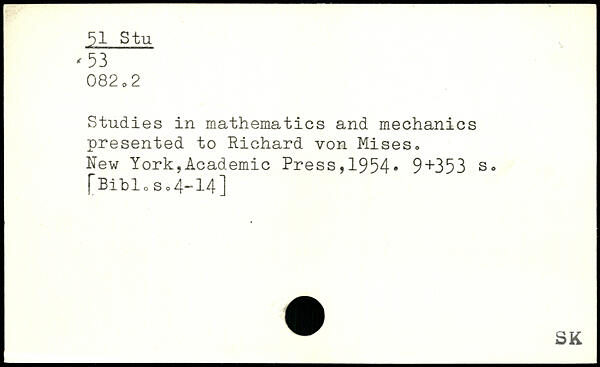 51 Stu
53
082.2
Studies in mathematics and mechanics
presented to Richard von Mises.
New York,Academic Press,1954. 9+353 s.
[Bibl.s.4-14]
SK